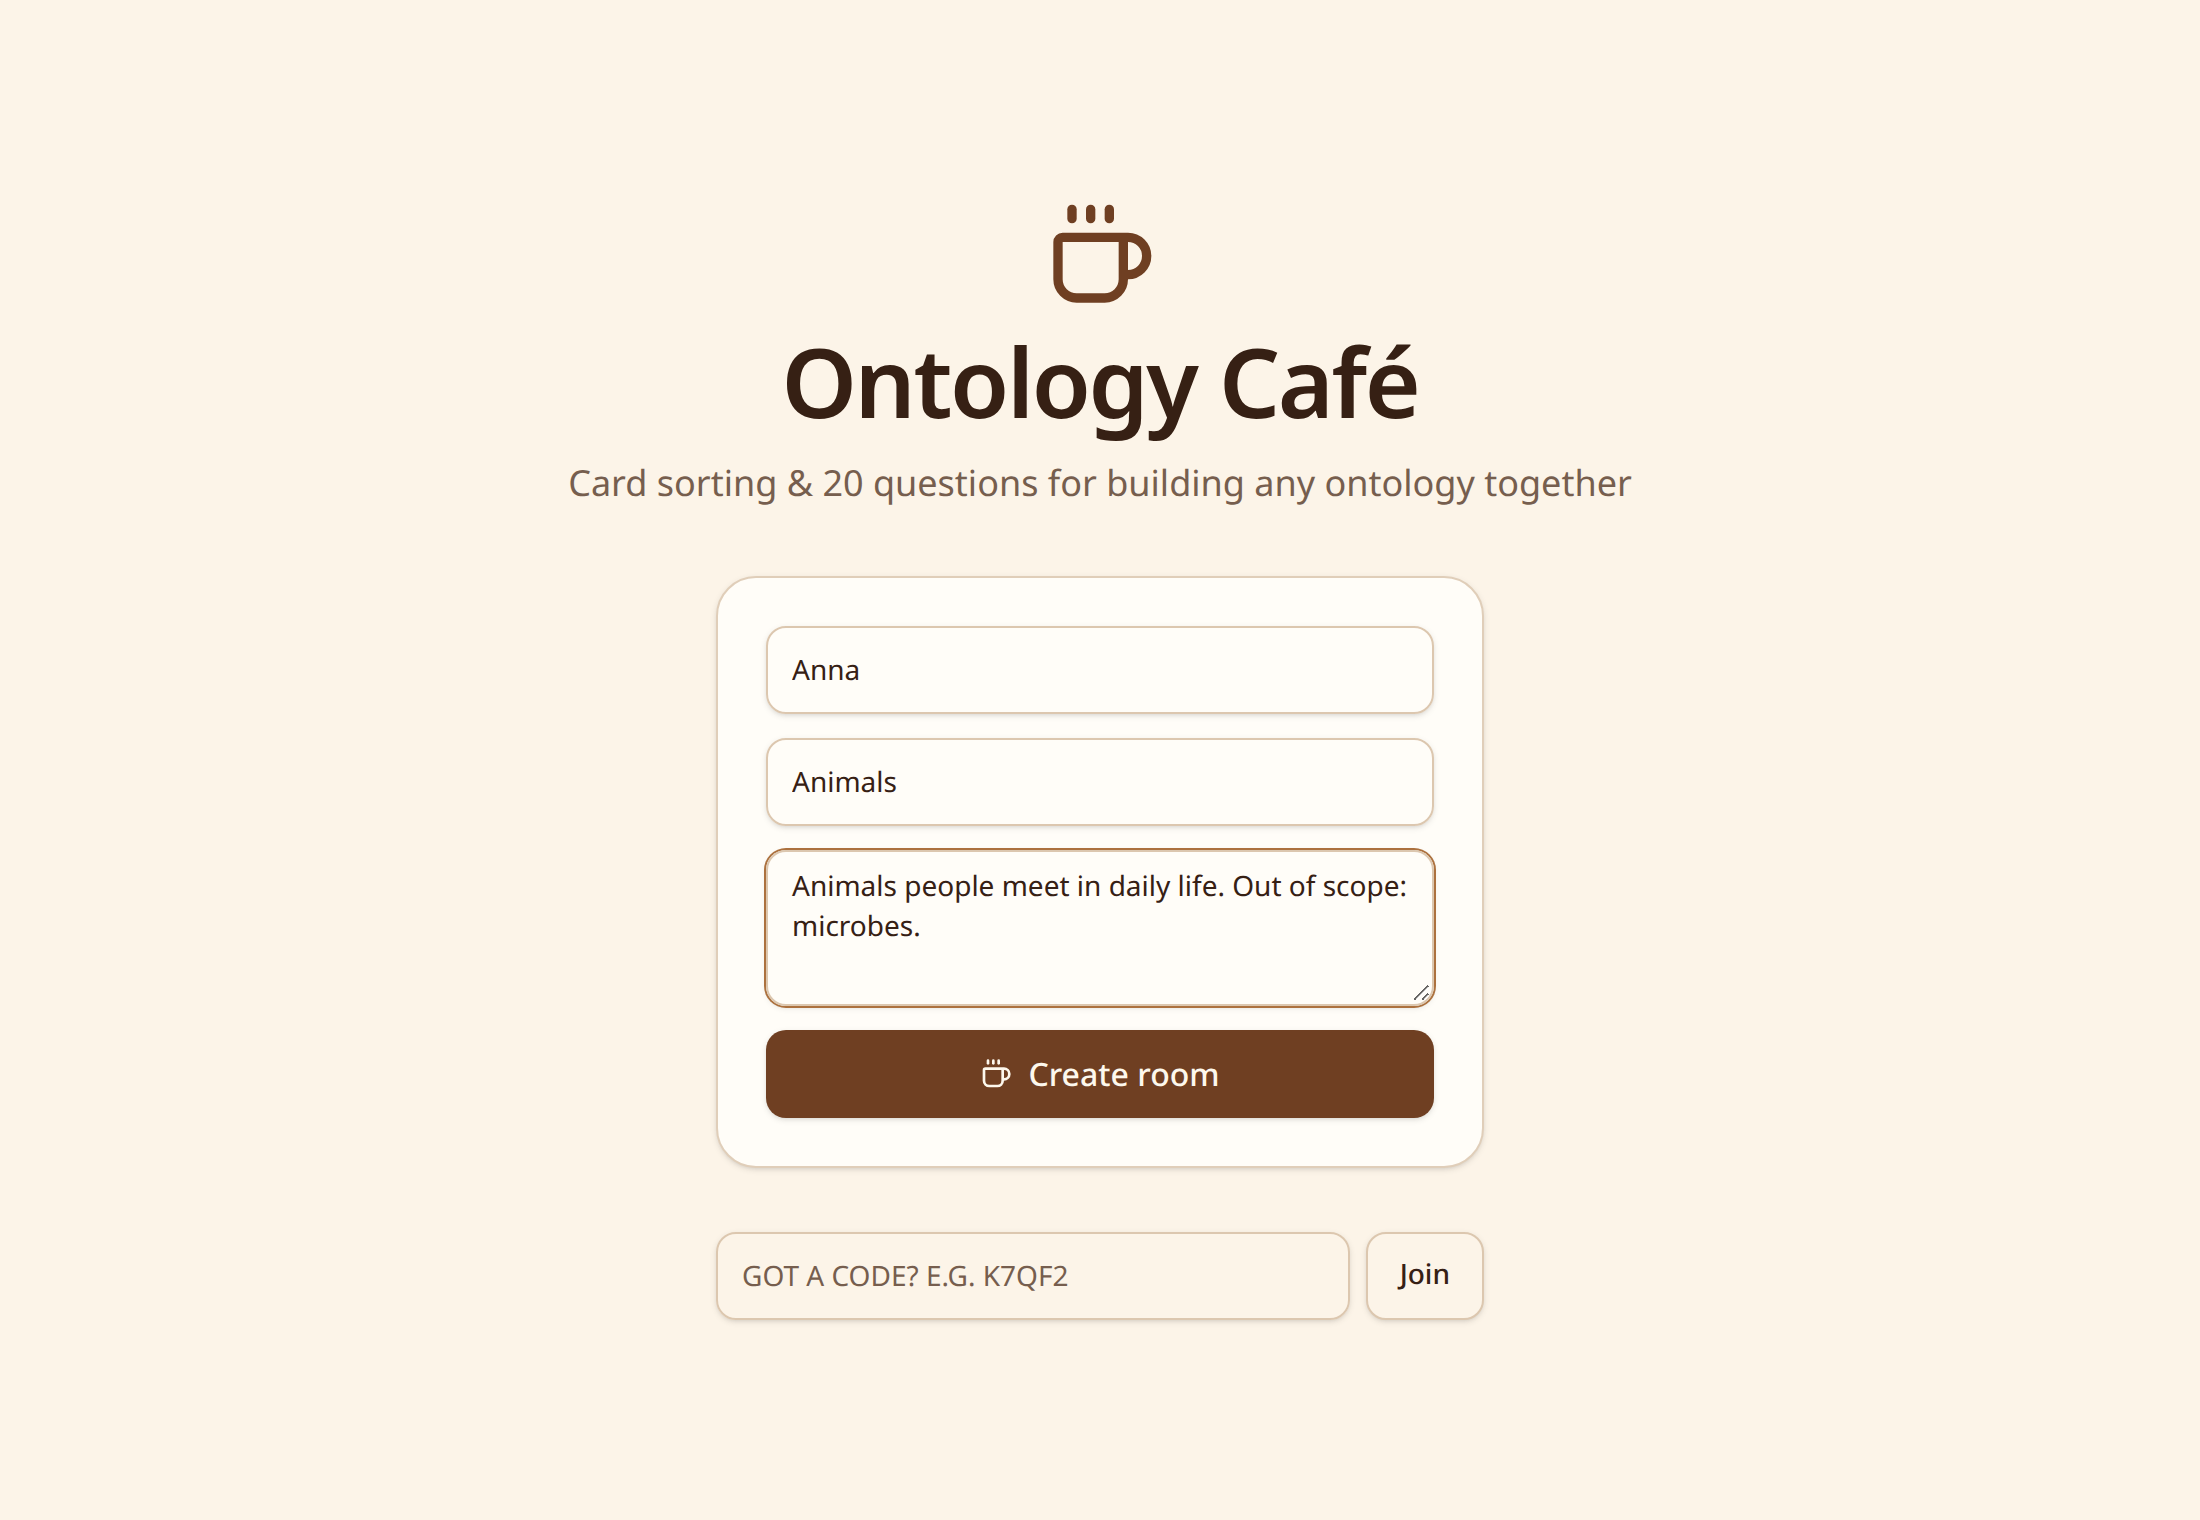 Ontology Café
Card sorting & 20 questions for building any ontology together
Anna
Animals
Animals people meet in daily life. Out of scope:
microbes.
Create room
GOT A CODE? E.G. K7QF2
Join